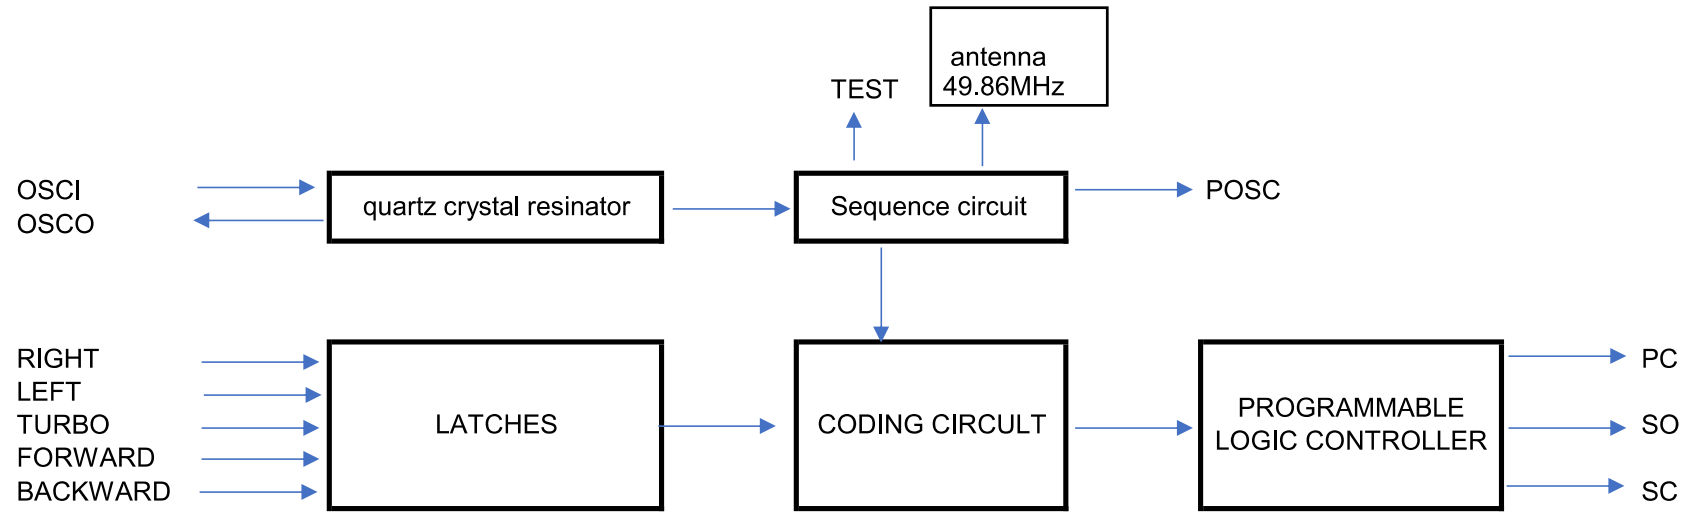 antenna
49.86MHz
TEST
OSCI
OSCO
quartz crystal resinator
Sequence circuit
POSC
RIGHT
LEFT
TURBO
FORWARD
BACKWARD
LATCHES
CODING CIRCULT
PROGRAMMABLE
LOGIC CONTROLLER
PC
SO
SC